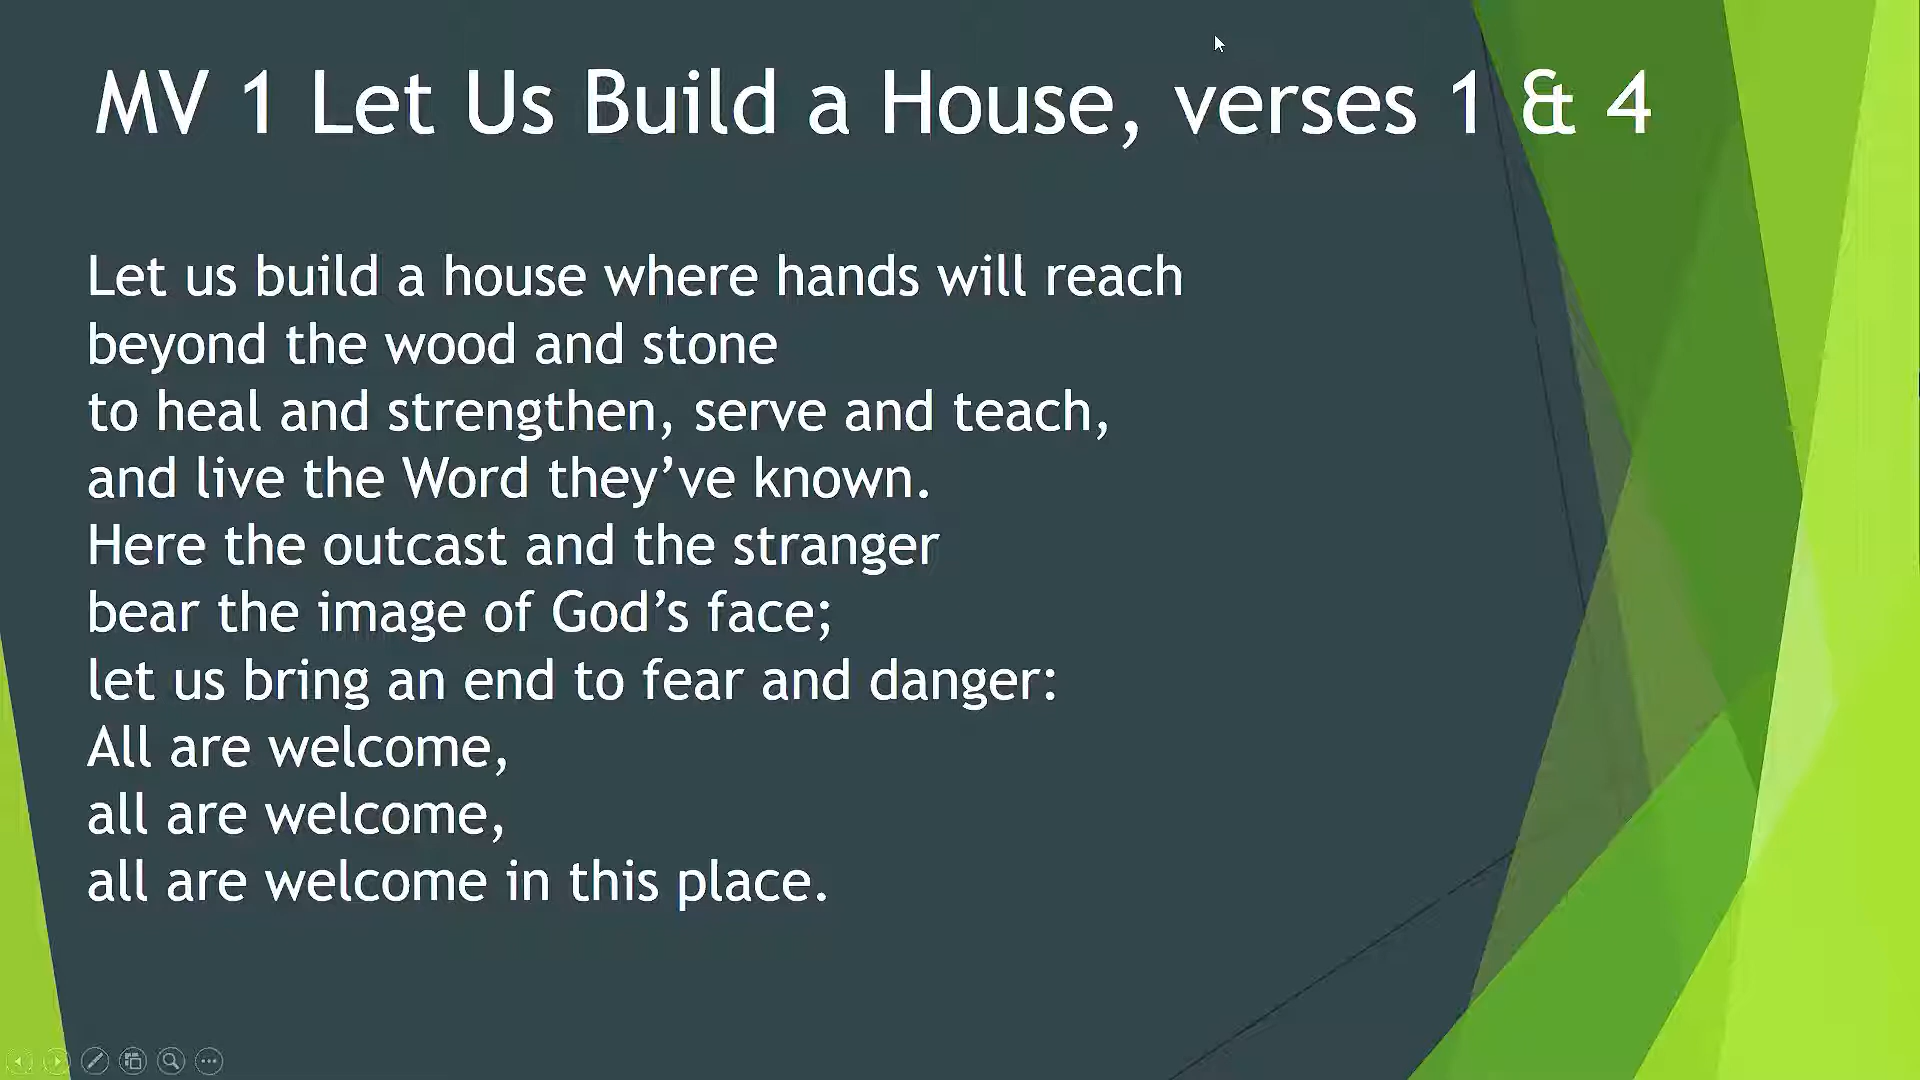 MV 1 Let Us Build a House, verses 1 & 4
Let us build a house where hands will reach
beyond the wood and stone
to heal and strengthen, serve and teach,
and live the Word they’ve known.
Here the outcast and the stranger
bear the image of God’s face;
let us bring an end to fear and danger:
All are welcome,
all are welcome,
all are welcome in this place.